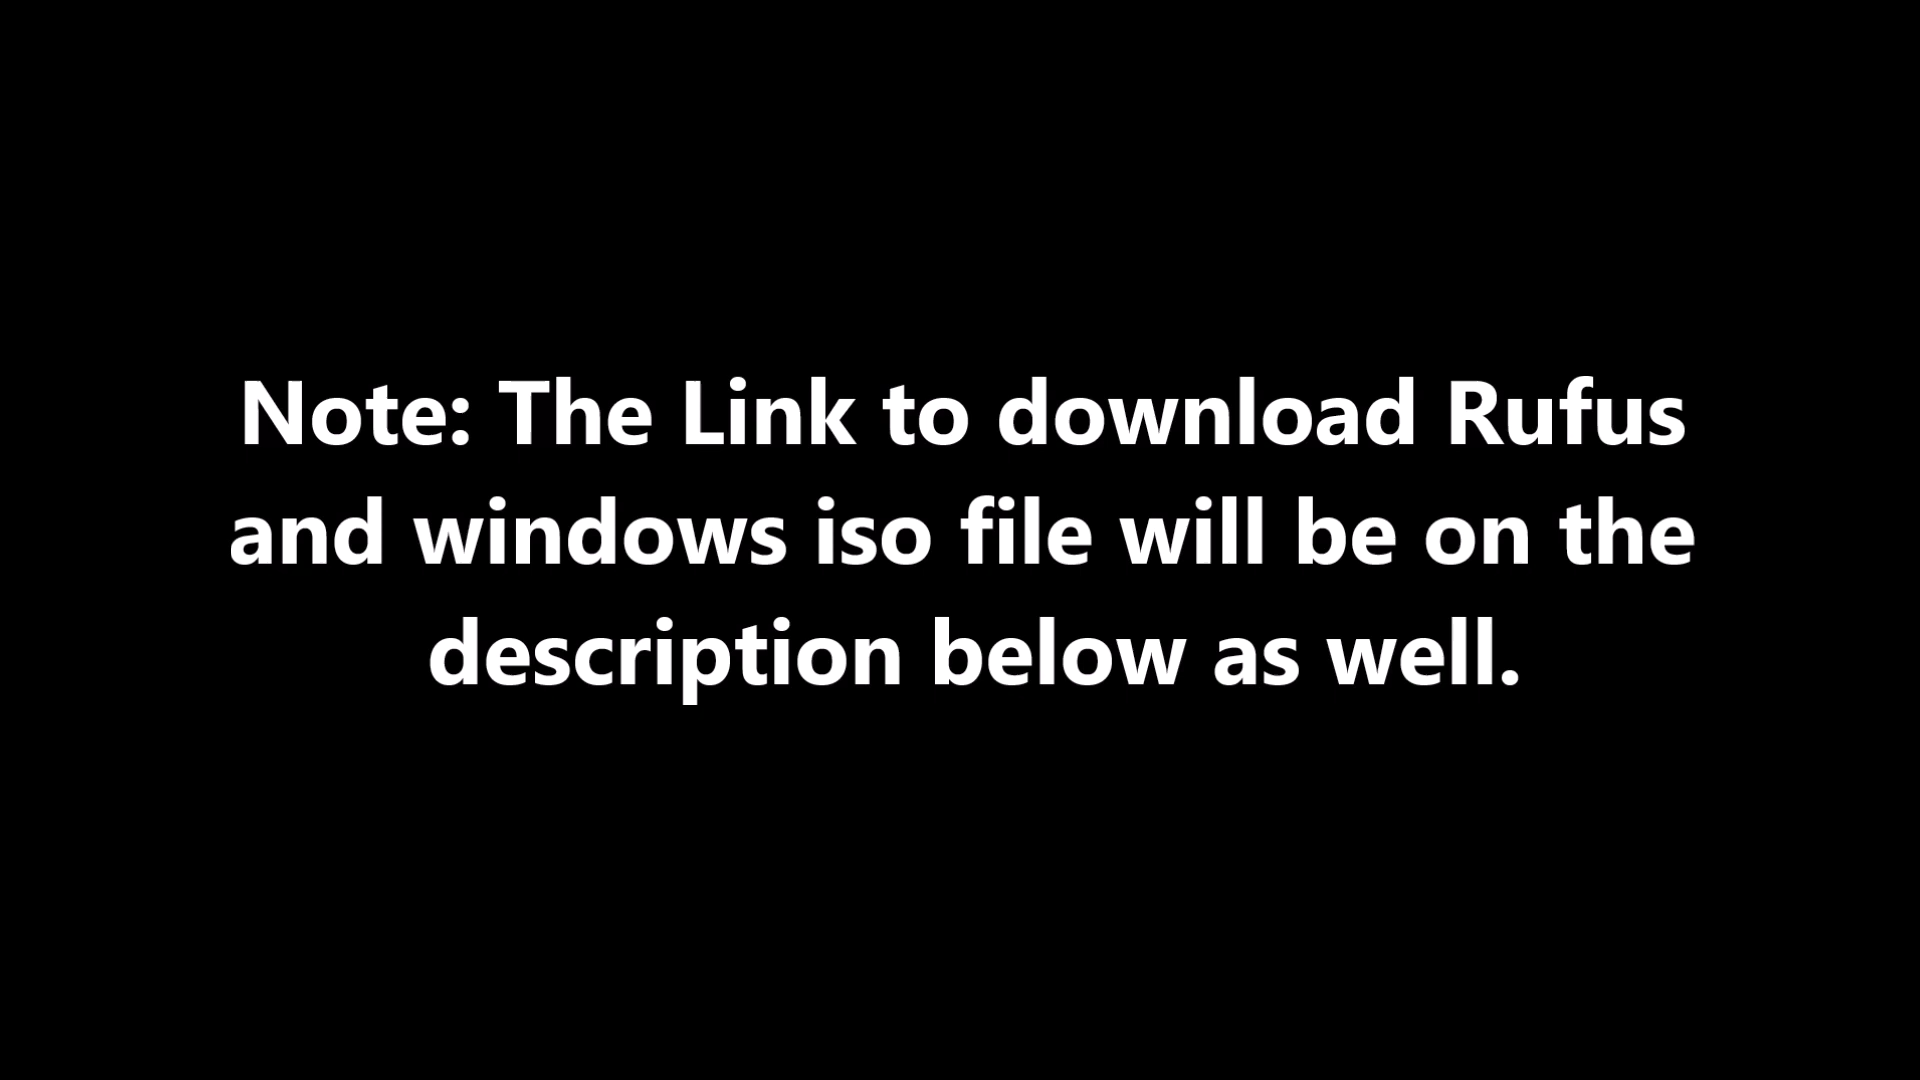 Note: The Link to download Rufus
and windows iso file will be on the
description below as well.